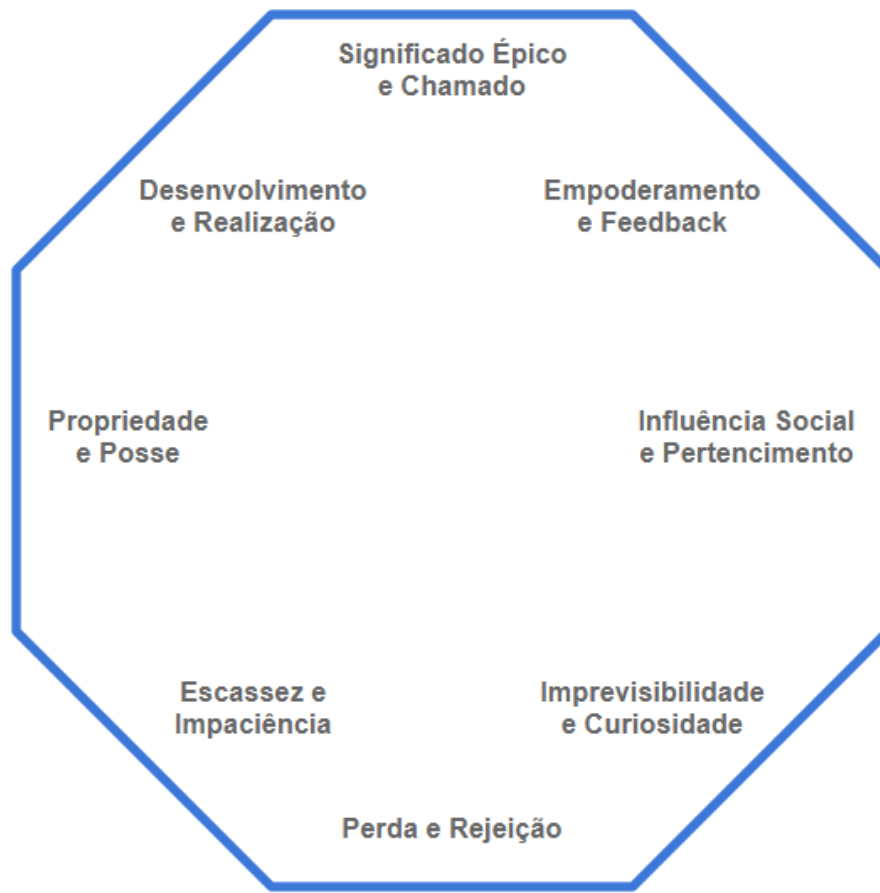 Significado Épico
e Chamado
Desenvolvimento
e Realização
Empoderamento
e Feedback
Propriedade
e Posse
Influência Social
e Pertencimento
Escassez e
Impaciência
Imprevisibilidade
e Curiosidade
Perda e Rejeição